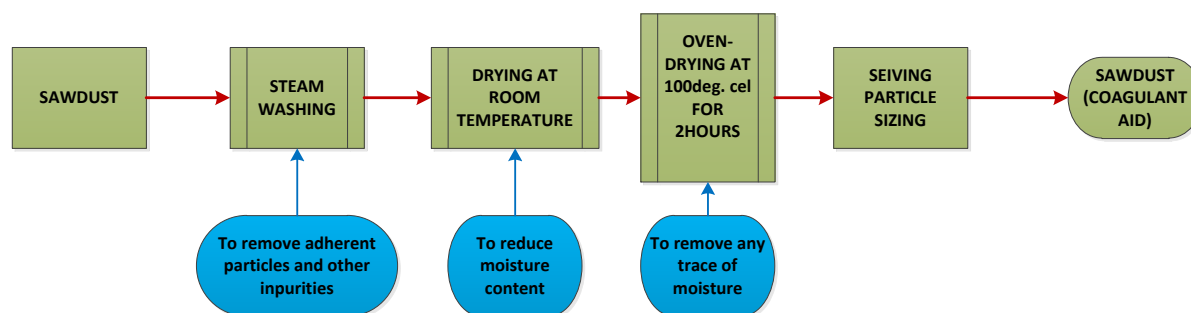 SAWDUST
STEAM
WASHING
DRYING AT
ROOM
TEMPERATURE
OVEN-
DRYING AT
100deg. cel
FOR
2HOURS
SEIVING
PARTICLE
SIZING
SAWDUST
(COAGULANT
AID)
To remove adherent
particles and other
inpurities
To reduce
moisture
content
To remove any
trace of
moisture